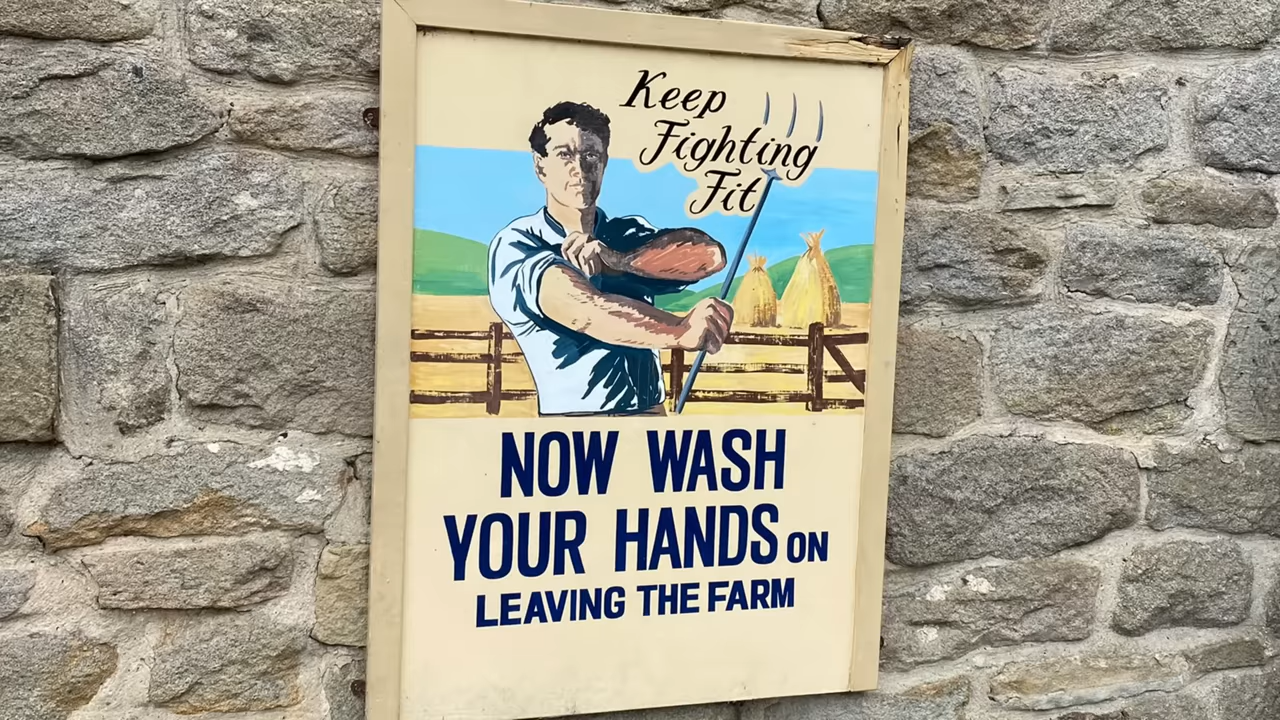 Keep
Fighting
Fit
NOW WASH
YOUR HANDS ON
LEAVING THE FARM